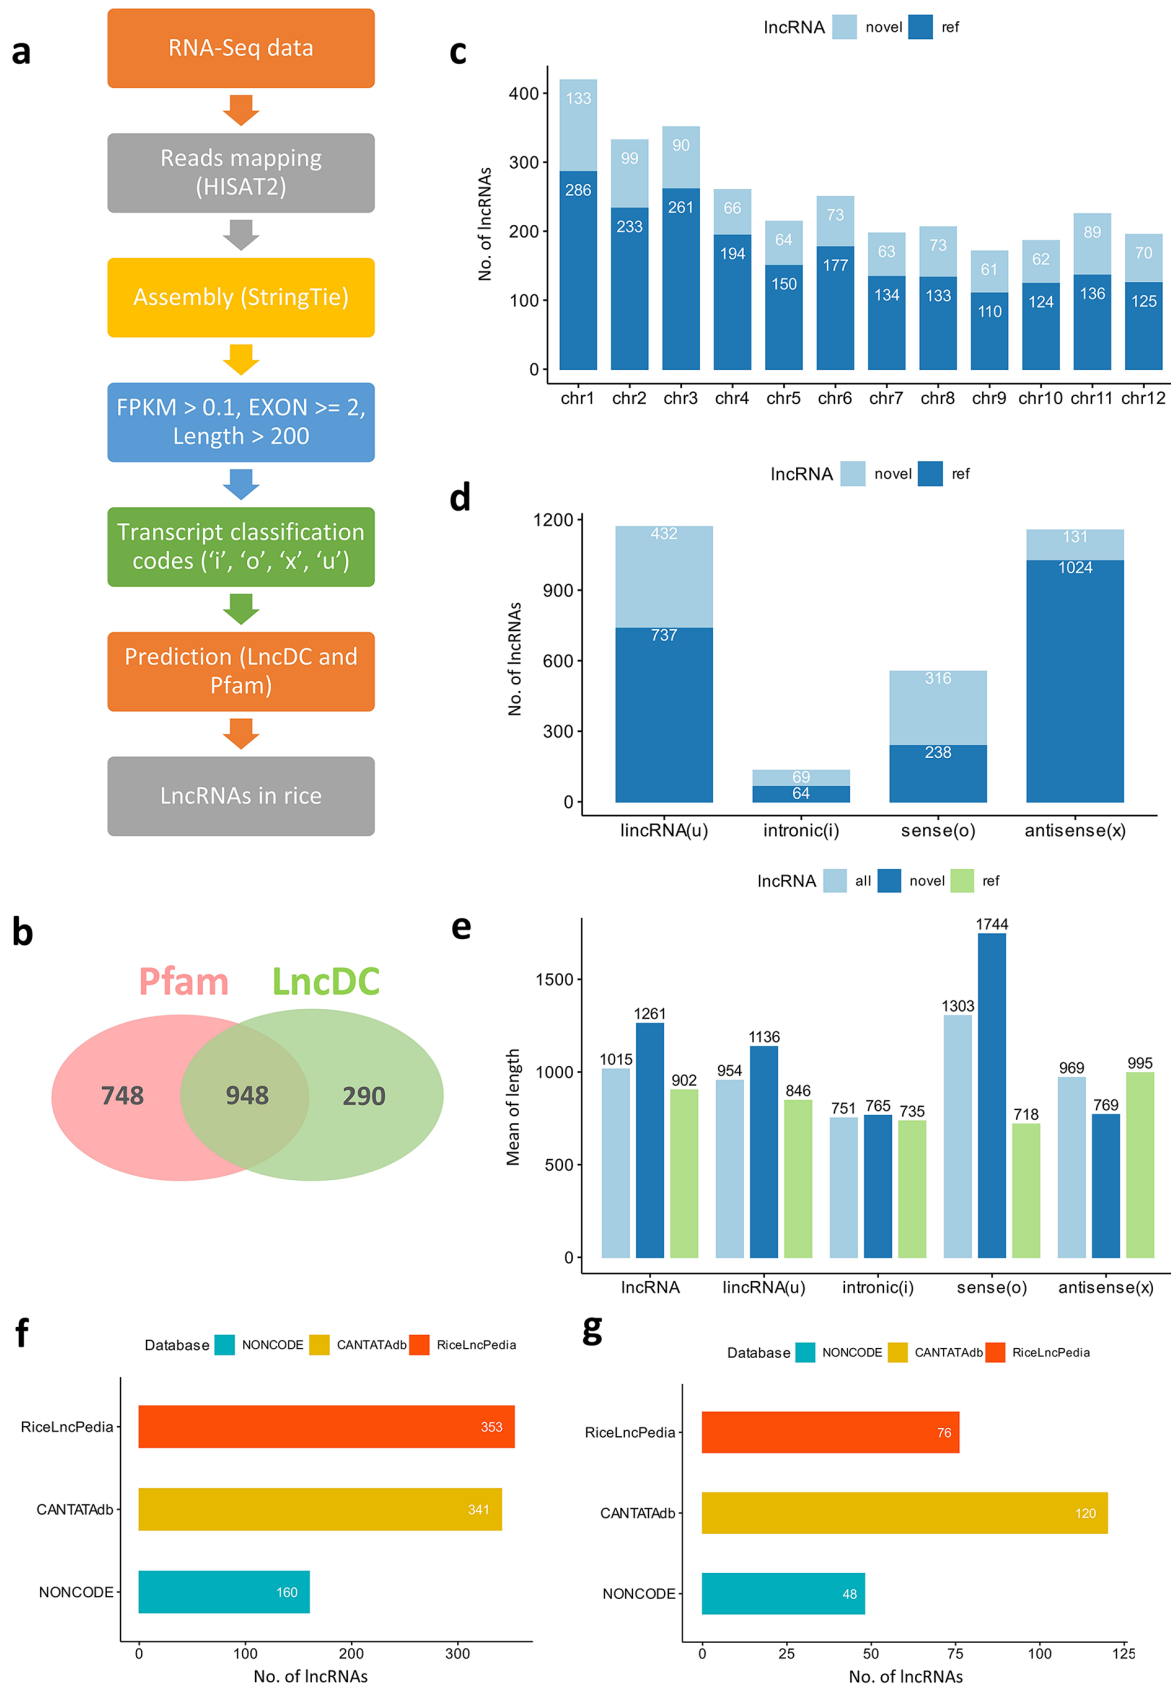 a
RNA-Seq data
Reads mapping
(HISAT2)
Assembly (StringTie)
FPKM > 0.1, EXON >= 2,
Length > 200
Transcript classification
codes (‘i’, ‘o’, ‘x’, ‘u’)
Prediction (LncDC and
Pfam)
LncRNAs in rice
b
Pfam LncDC
748 948 290
c
lncRNA novel ref
No. of lncRNAs
400
300
200
100
0
133 99 90 66 64 73 63 73 61 62 89 70
286 233 261 194 150 177 134 133 110 124 136 125
chr1 chr2 chr3 chr4 chr5 chr6 chr7 chr8 chr9 chr10 chr11 chr12
d
lncRNA novel ref
No. of lncRNAs
1200
900
600
300
0
432 69 316 131
737 64 238 1024
lincRNA(u) intronic(i) sense(o) antisense(x)
e
lncRNA all novel ref
Mean of length
1500
1000
500
0
1015 1261 902 954 1136 846 751 765 735 1303 1744 718 969 769 995
lncRNA lincRNA(u) intronic(i) sense(o) antisense(x)
f
Database NONCODE CANTATAdb RiceLncPedia
RiceLncPedia 353
CANTATAdb 341
NONCODE 160
0 100 200 300
No. of lncRNAs
g
Database NONCODE CANTATAdb RiceLncPedia
RiceLncPedia 76
CANTATAdb 120
NONCODE 48
0 25 50 75 100 125
No. of lncRNAs